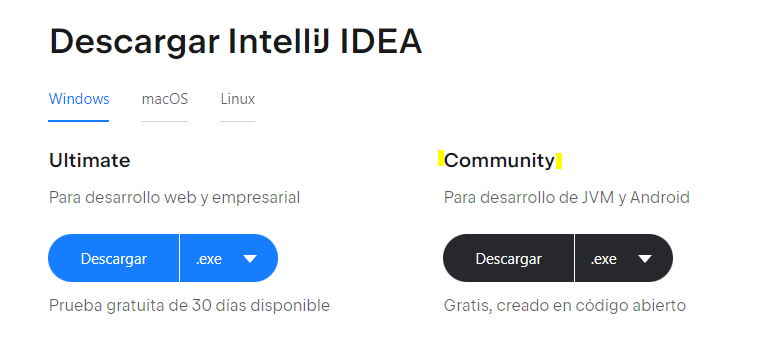 Descargar IntelliJ IDEA
Windows macOS Linux
Ultimate
Para desarrollo web y empresarial
Descargar .exe
Prueba gratuita de 30 días disponible
Community
Para desarrollo de JVM y Android
Descargar .exe
Gratis, creado en código abierto